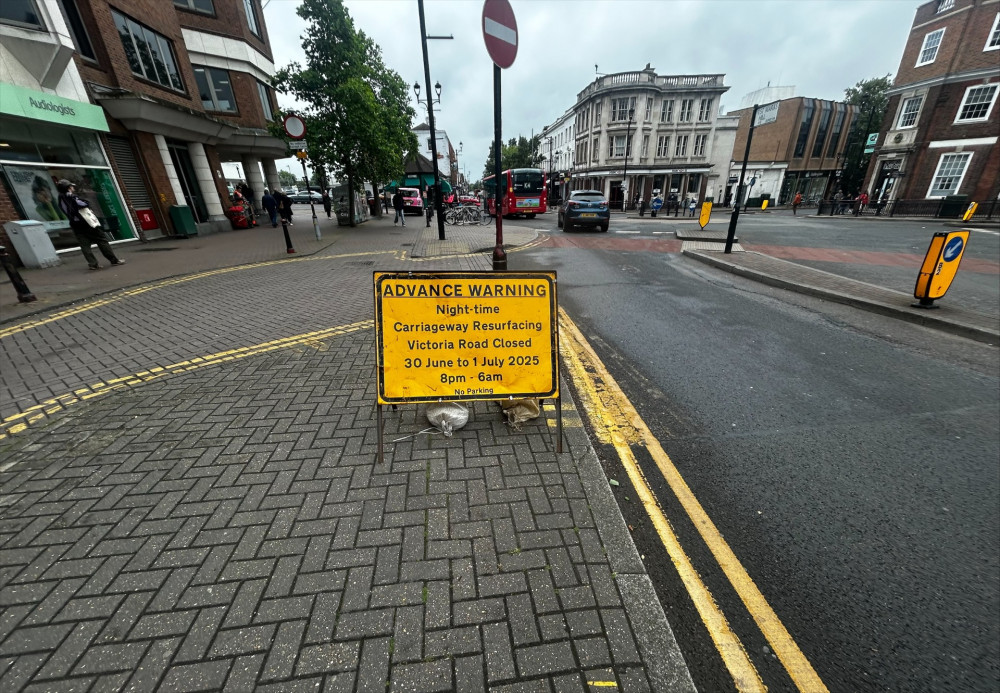 Audiologists
ADVANCE WARNING
Night-time
Carriageway Resurfacing
Victoria Road Closed
30 June to 1 July 2025
8pm - 6am
No Parking